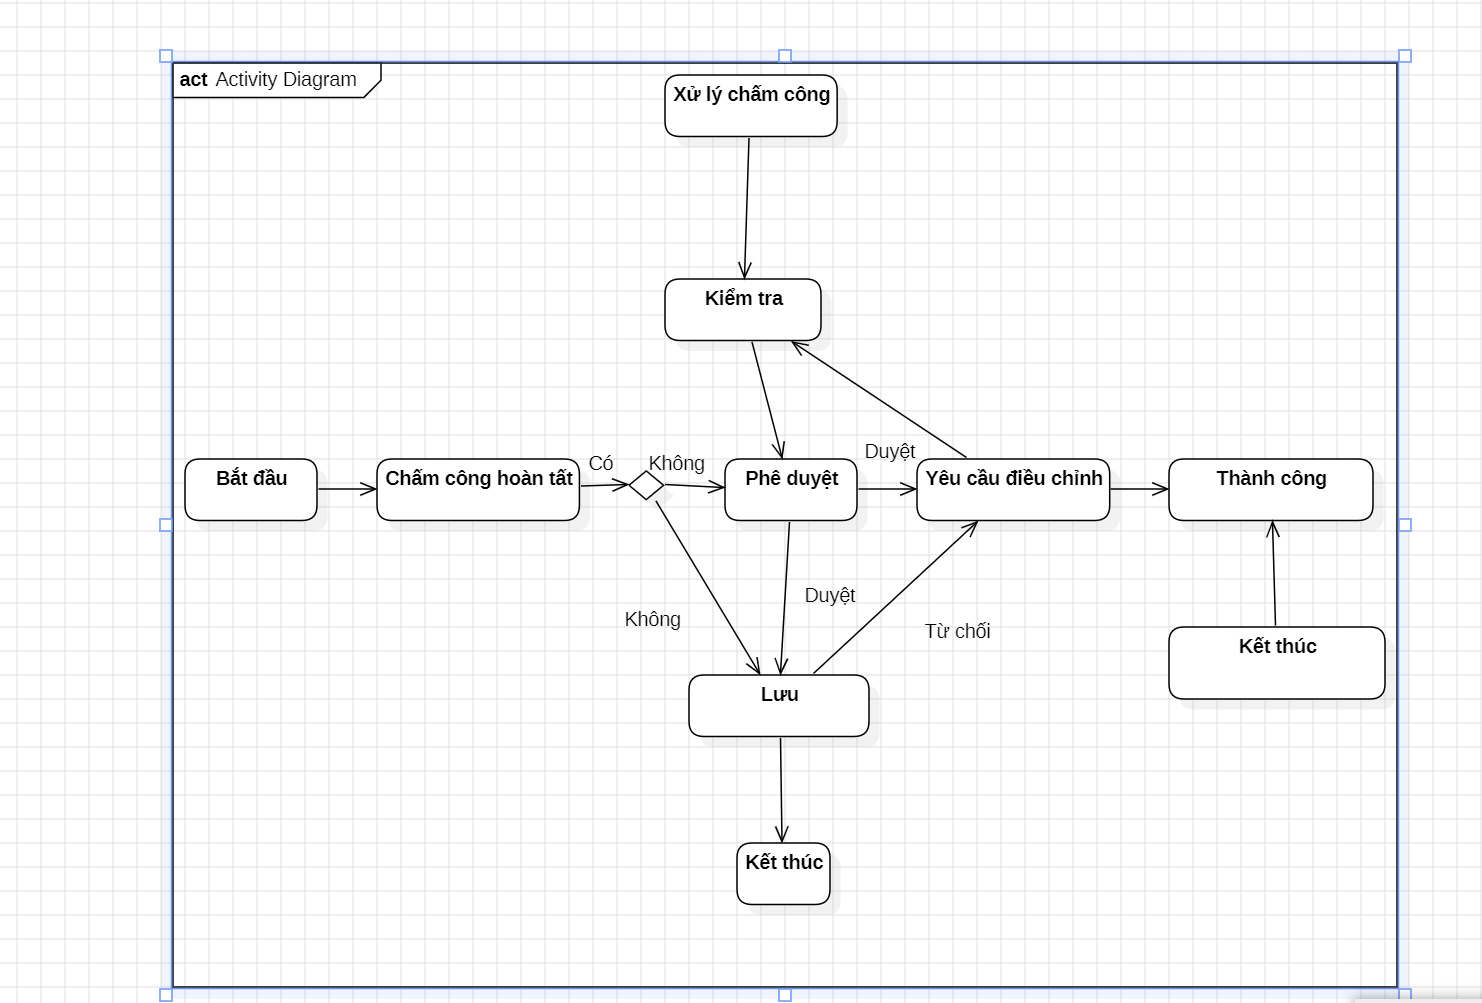 act Activity Diagram
Xử lý chấm công
Kiểm tra
Duyệt
Có
Không
Bắt đầu
Chấm công hoàn tất
Phê duyệt
Yêu cầu điều chỉnh
Thành công
Duyệt
Không
Từ chối
Kết thúc
Lưu
Kết thúc